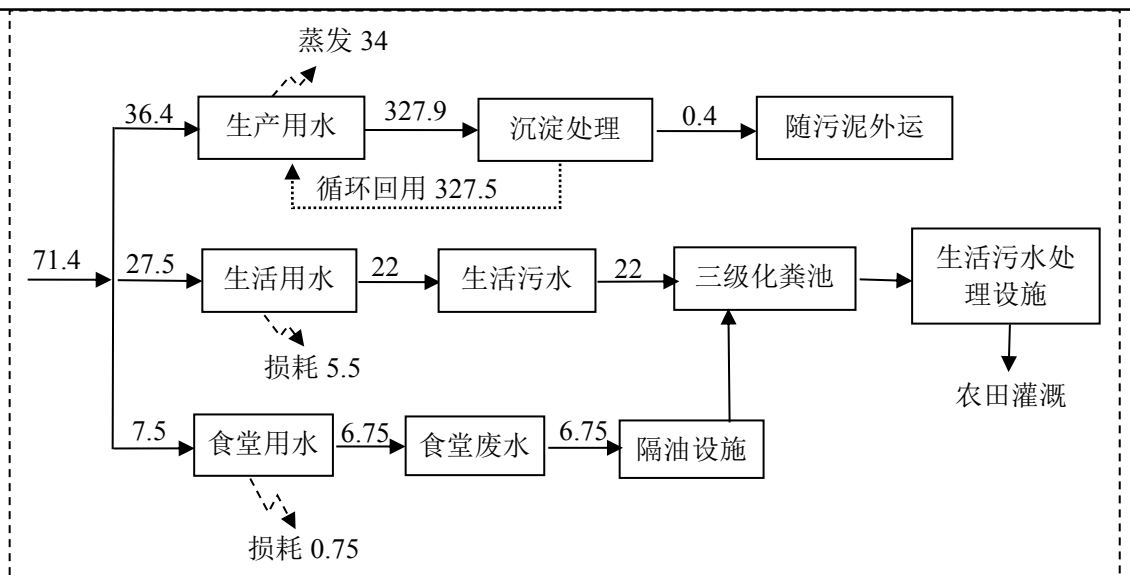 蒸发 34
36.4
生产用水
327.9
沉淀处理
0.4
随污泥外运
循环回用 327.5
71.4
27.5
生活用水
22
生活污水
22
三级化粪池
生活污水处
理设施
损耗 5.5
农田灌溉
7.5
食堂用水
6.75
食堂废水
6.75
隔油设施
损耗 0.75